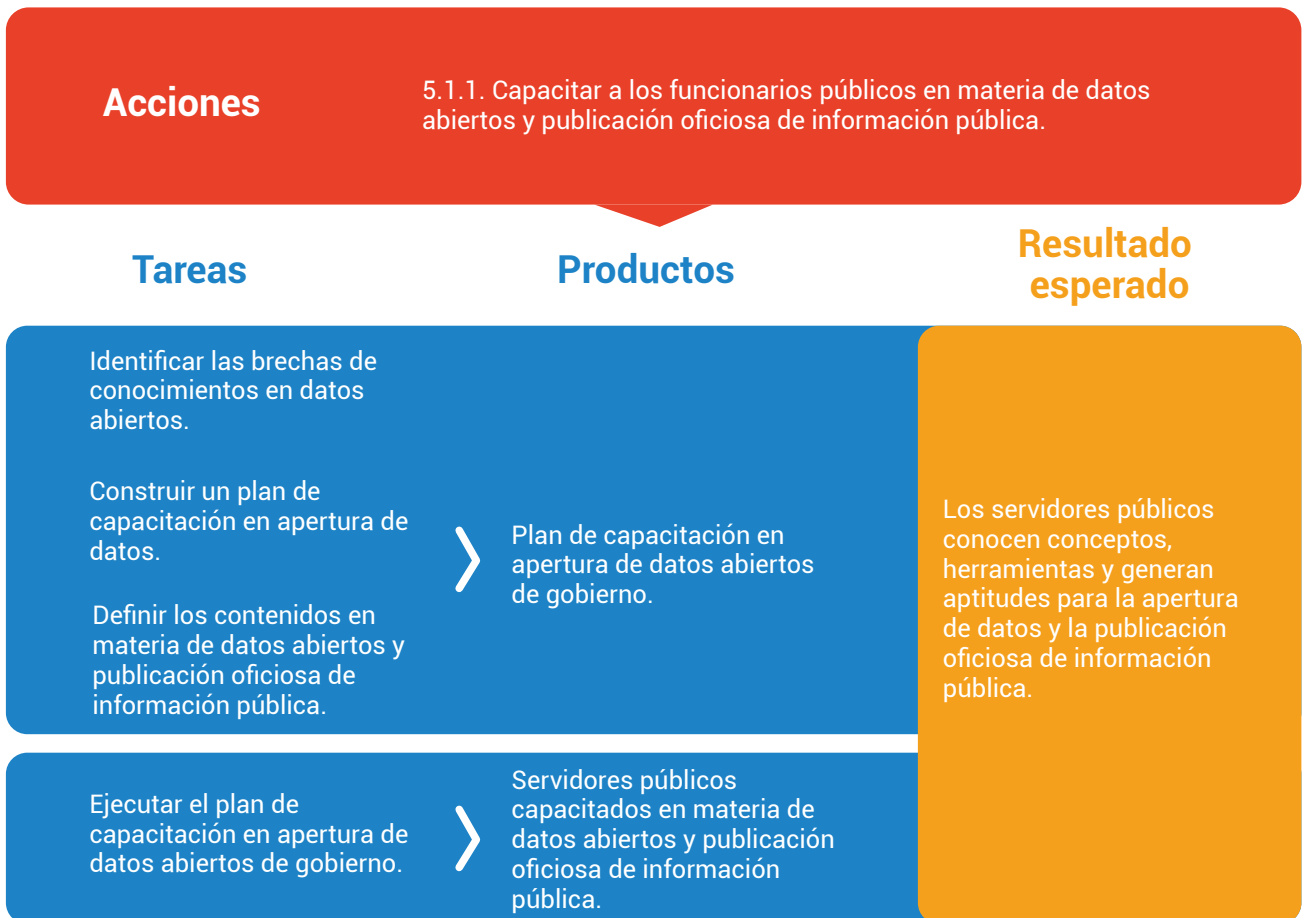 Acciones
5.1.1. Capacitar a los funcionarios públicos en materia de datos
abiertos y publicación oficiosa de información pública.
Tareas
Productos
Resultado
esperado
Identificar las brechas de
conocimientos en datos
abiertos.
Construir un plan de
capacitación en apertura de
datos.
Definir los contenidos en
materia de datos abiertos y
publicación oficiosa de
información pública.
Plan de capacitación en
apertura de datos abiertos
de gobierno.
Los servidores públicos
conocen conceptos,
herramientas y generan
aptitudes para la apertura
de datos y la publicación
oficiosa de información
pública.
Ejecutar el plan de
capacitación en apertura de
datos abiertos de gobierno.
Servidores públicos
capacitados en materia de
datos abiertos y publicación
oficiosa de información
pública.